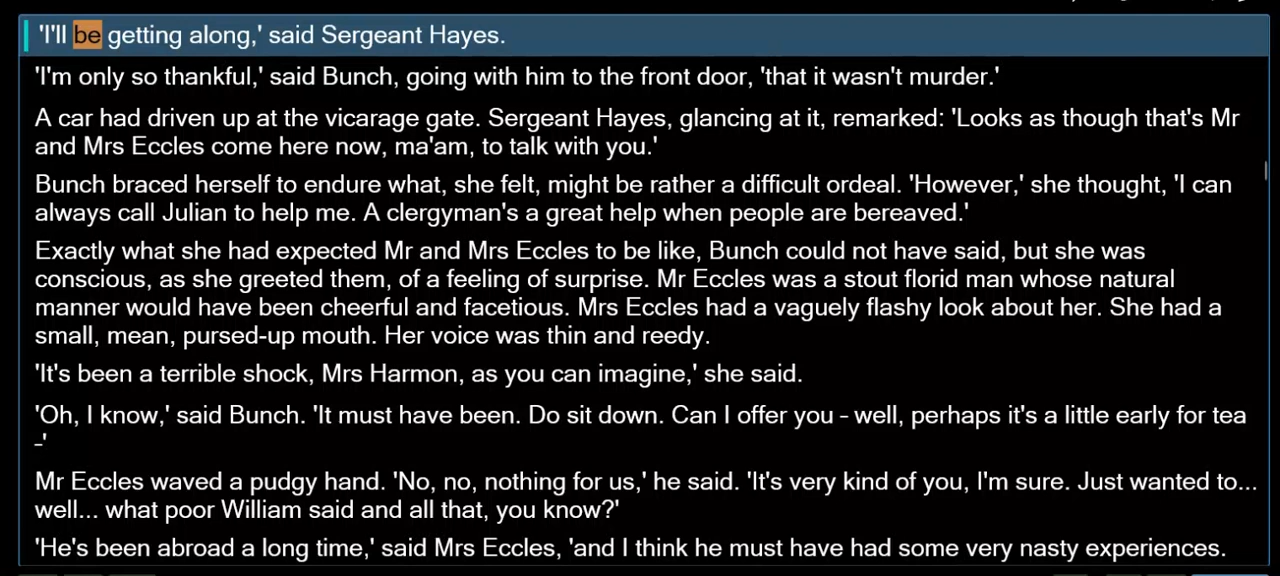 'I'll be getting along,' said Sergeant Hayes.
'I'm only so thankful,' said Bunch, going with him to the front door, 'that it wasn't murder.'
A car had driven up at the vicarage gate. Sergeant Hayes, glancing at it, remarked: 'Looks as though that's Mr
and Mrs Eccles come here now, ma'am, to talk with you.'
Bunch braced herself to endure what, she felt, might be rather a difficult ordeal. 'However,' she thought, 'I can
always call Julian to help me. A clergyman's a great help when people are bereaved.'
Exactly what she had expected Mr and Mrs Eccles to be like, Bunch could not have said, but she was
conscious, as she greeted them, of a feeling of surprise. Mr Eccles was a stout florid man whose natural
manner would have been cheerful and facetious. Mrs Eccles had a vaguely flashy look about her. She had a
small, mean, pursed-up mouth. Her voice was thin and reedy.
'It's been a terrible shock, Mrs Harmon, as you can imagine,' she said.
'Oh, I know,' said Bunch. 'It must have been. Do sit down. Can I offer you – well, perhaps it's a little early for tea
–'
Mr Eccles waved a pudgy hand. 'No, no, nothing for us,' he said. 'It's very kind of you, I'm sure. Just wanted to...
well... what poor William said and all that, you know?'
'He's been abroad a long time,' said Mrs Eccles, 'and I think he must have had some very nasty experiences.